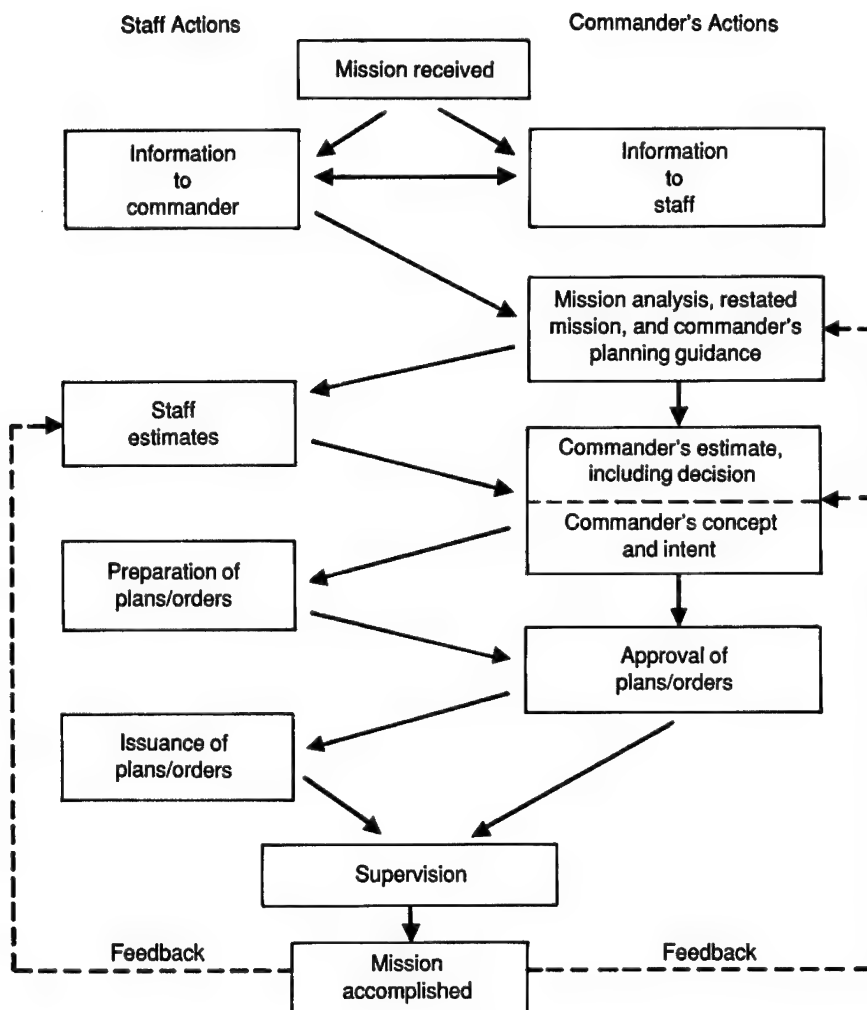 Staff Actions
Commander's Actions
Mission received
Information
to
commander
Information
to
staff
Mission analysis, restated
mission, and commander's
planning guidance
Staff
estimates
Commander's estimate,
including decision
Commander's concept
and intent
Preparation of
plans/orders
Approval of
plans/orders
Issuance of
plans/orders
Supervision
Feedback
Feedback
Mission
accomplished